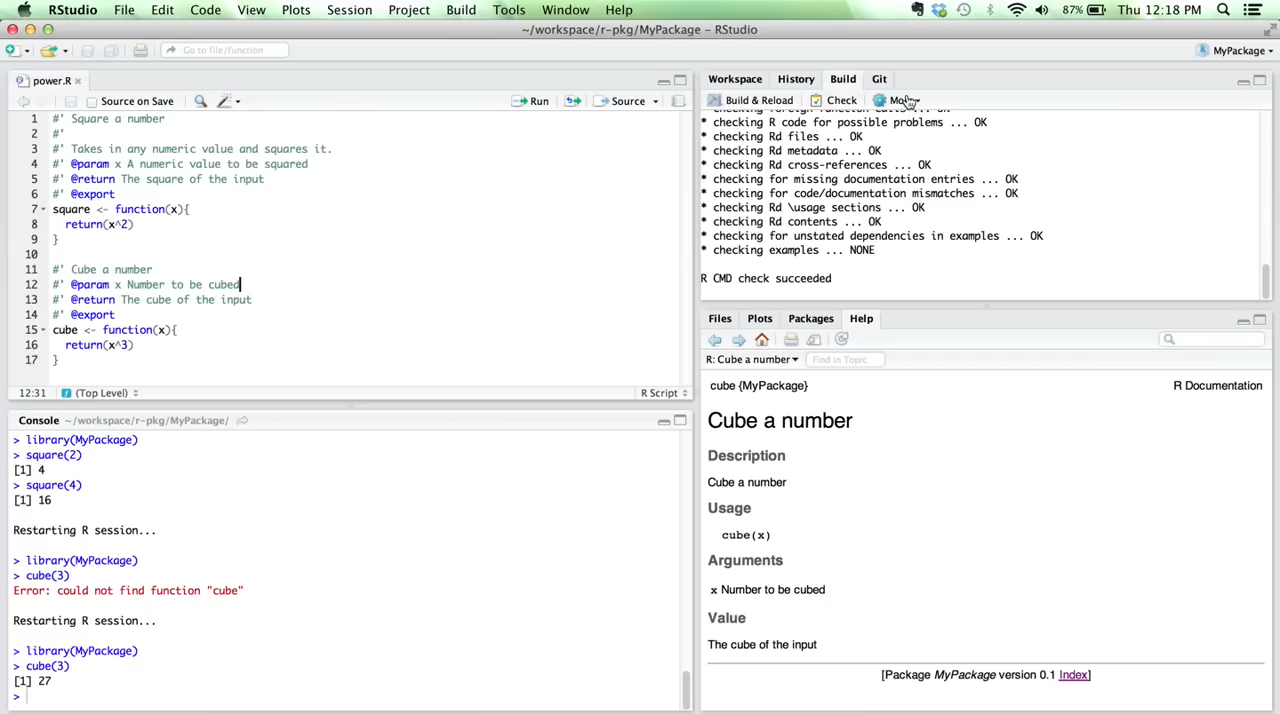 RStudio File Edit Code View Plots Session Project Build Tools Window Help 87% Thu 12:18 PM
~/workspace/r-pkg/MyPackage - RStudio
Go to file/function MyPackage
power.R
Source on Save Run Source
1 #' Square a number
2 #'
3 #' Takes in any numeric value and squares it.
4 #' @param x A numeric value to be squared
5 #' @return The square of the input
6 #' @export
7 square <- function(x){
8 return(x^2)
9 }
10
11 #' Cube a number
12 #' @param x Number to be cubed
13 #' @return The cube of the input
14 #' @export
15 cube <- function(x){
16 return(x^3)
17 }
12:31 (Top Level) R Script
Console ~/workspace/r-pkg/MyPackage/
> library(MyPackage)
> square(2)
[1] 4
> square(4)
[1] 16
Restarting R session...
> library(MyPackage)
> cube(3)
Error: could not find function "cube"
Restarting R session...
> library(MyPackage)
> cube(3)
[1] 27
>
Workspace History Build Git
Build & Reload Check More
* checking foreign function calls ... OK
* checking R code for possible problems ... OK
* checking Rd files ... OK
* checking Rd metadata ... OK
* checking Rd cross-references ... OK
* checking for missing documentation entries ... OK
* checking for code/documentation mismatches ... OK
* checking Rd \usage sections ... OK
* checking Rd contents ... OK
* checking for unstated dependencies in examples ... OK
* checking examples ... NONE
R CMD check succeeded
Files Plots Packages Help
R: Cube a number Find in Topic
cube {MyPackage} R Documentation
Cube a number
Description
Cube a number
Usage
cube(x)
Arguments
x Number to be cubed
Value
The cube of the input
[Package MyPackage version 0.1 Index]